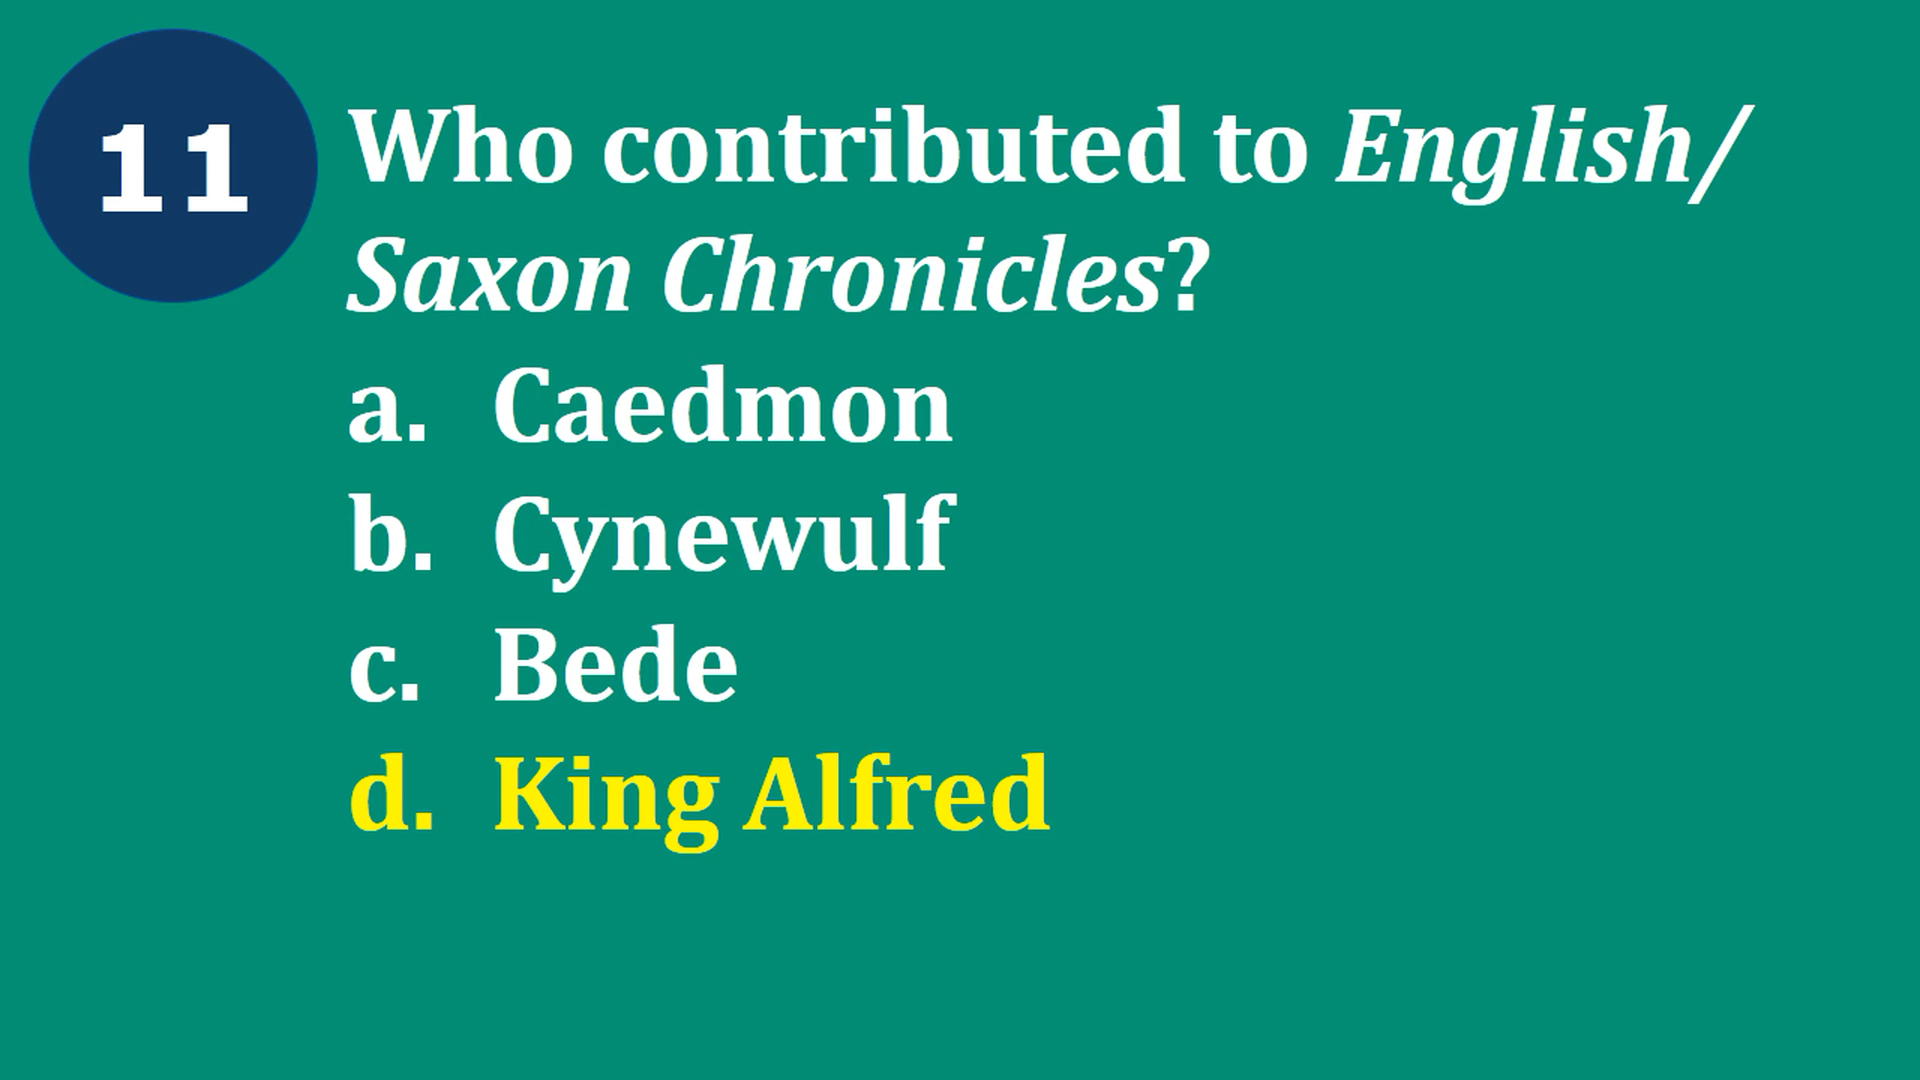 11
Who contributed to English/
Saxon Chronicles?
a. Caedmon
b. Cynewulf
c. Bede
d. King Alfred